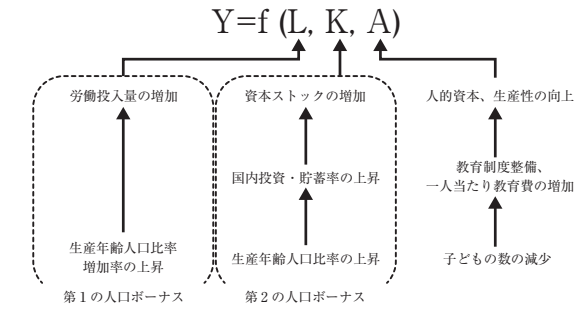 Y=f (L, K, A)
労働投入量の増加
資本ストックの増加
人的資本、生産性の向上
国内投資・貯蓄率の上昇
教育制度整備、
一人当たり教育費の増加
生産年齢人口比率
増加率の上昇
生産年齢人口比率の上昇
子どもの数の減少
第１の人口ボーナス
第２の人口ボーナス